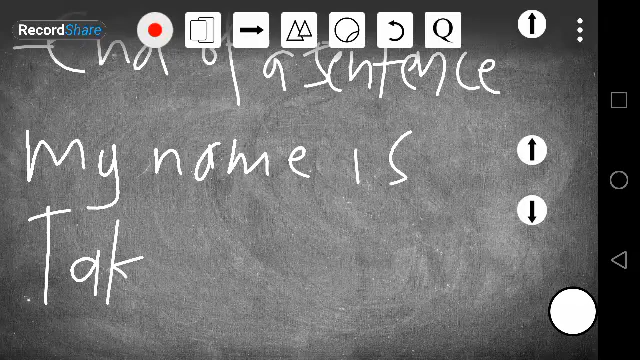 RecordShare
Q
End of a sentence
My name is
Tak